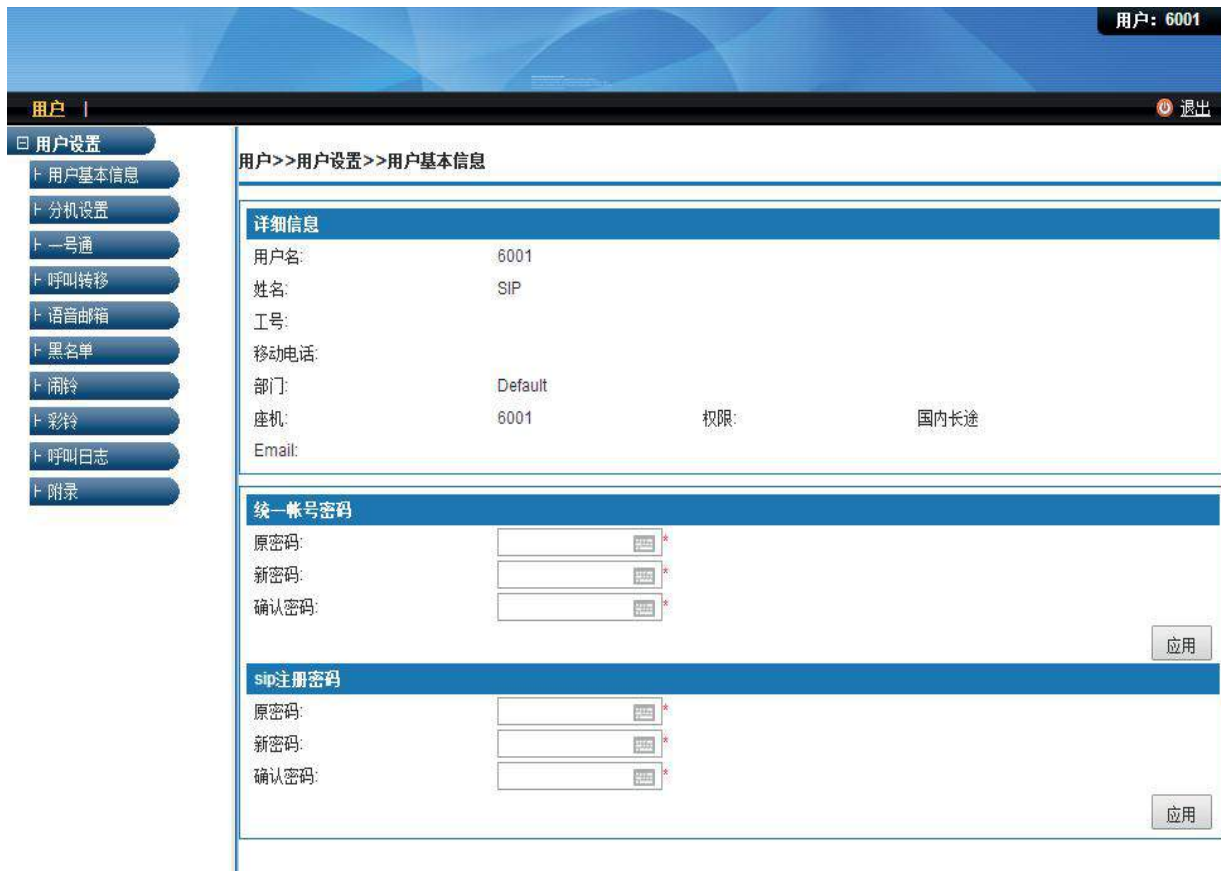 用户: 6001
用户 |
退出
用户设置
用户基本信息
分机设置
一号通
呼叫转移
语音邮箱
黑名单
闹铃
彩铃
呼叫日志
附录
用户>>用户设置>>用户基本信息
详细信息
用户名: 6001
姓名: SIP
工号:
移动电话:
部门: Default
座机: 6001 权限: 国内长途
Email:
统一帐号密码
原密码: *
新密码: *
确认密码: *
应用
sip注册密码
原密码: *
新密码: *
确认密码: *
应用